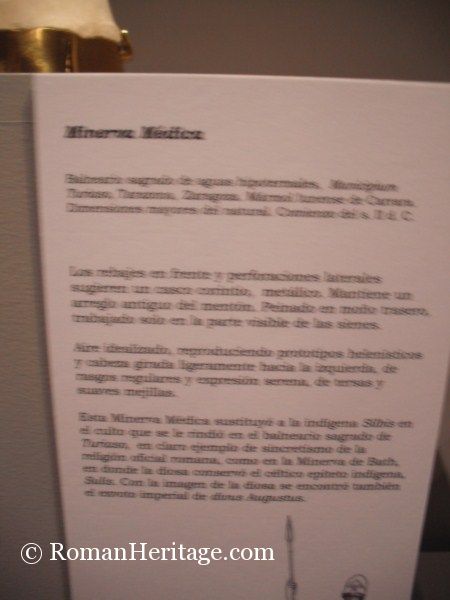 Minerva Médica
Balneario sagrado de aguas hipotermales. Municipium
Turiaso, Tarazona, Zaragoza. Mármol lunense de Carrara.
Dimensiones mayores del natural. Comienzos del s. II d. C.
Los rebajes en frente y perforaciones laterales
sugieren un casco corintio, metálico. Mantiene un
arreglo antiguo del mentón. Peinado en modo trasero,
trabajado solo en la parte visible de las sienes.
Aire idealizado, reproduciendo prototipos helenísticos
y cabeza girada ligeramente hacia la izquierda, de
rasgos regulares y expresión serena, de tersas y
suaves mejillas.
Esta Minerva Médica sustituyó a la indígena Silbis en
el culto que se le rindió en el balneario sagrado de
Turiaso, en claro ejemplo de sincretismo de la
religión oficial romana, como en la Minerva de Bath,
en donde la diosa conservó el céltico epíteto indígena,
Sulis. Con la imagen de la diosa se encontró también
el exvoto imperial de divus Augustus.
© RomanHeritage.com